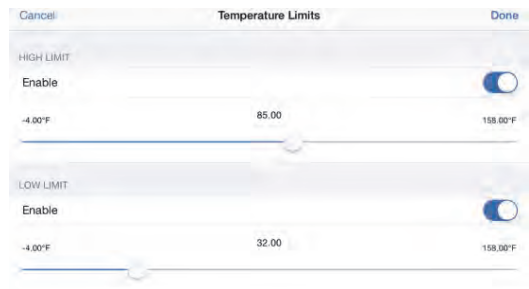 Cancel Temperature Limits Done
HIGH LIMIT
Enable
-4.00°F 85.00 158.00°F
LOW LIMIT
Enable
-4.00°F 32.00 158.00°F